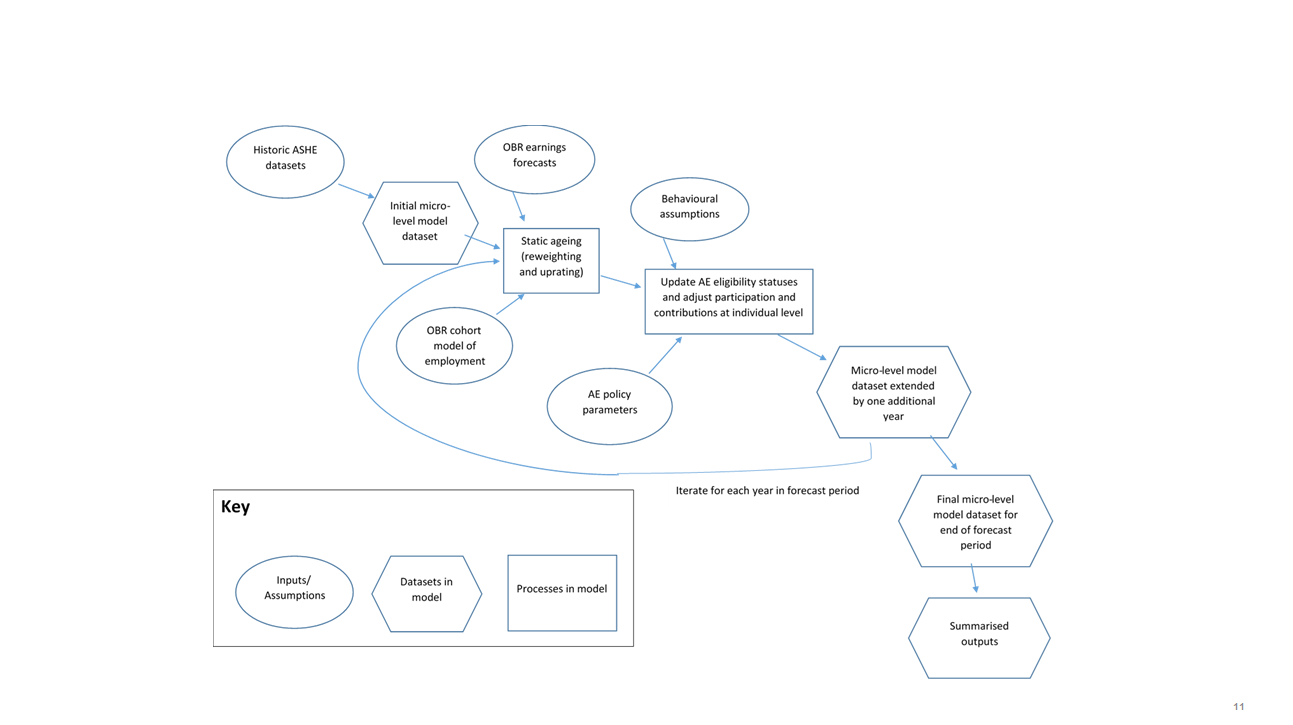 Historic ASHE
datasets
OBR earnings
forecasts
Initial micro-
level model
dataset
Behavioural
assumptions
Static ageing
(reweighting
and uprating)
Update AE eligibility statuses
and adjust participation and
contributions at individual level
OBR cohort
model of
employment
AE policy
parameters
Micro-level model
dataset extended
by one additional
year
Iterate for each year in forecast period
Final micro-level
model dataset for
end of forecast
period
Summarised
outputs
Key
Inputs/
Assumptions
Datasets in
model
Processes in model
11